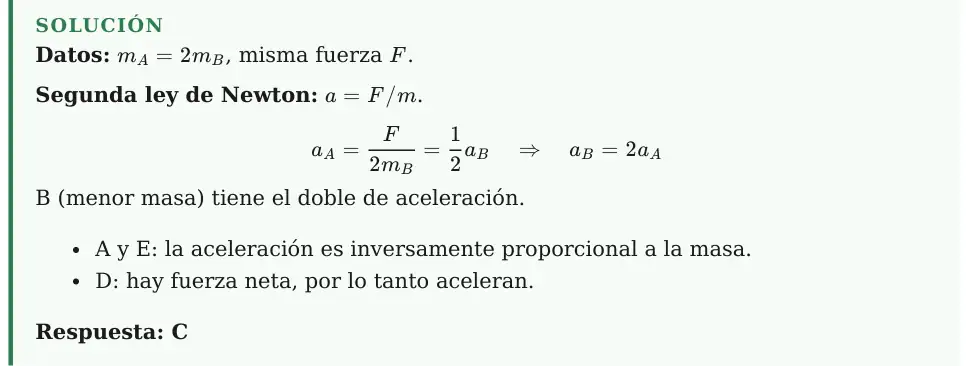 SOLUCIÓN
Datos: m_A = 2m_B, misma fuerza F.
Segunda ley de Newton: a = F/m.
a_A = F/(2m_B) = 1/2 a_B ⇒ a_B = 2a_A
B (menor masa) tiene el doble de aceleración.
• A y E: la aceleración es inversamente proporcional a la masa.
• D: hay fuerza neta, por lo tanto aceleran.
Respuesta: C